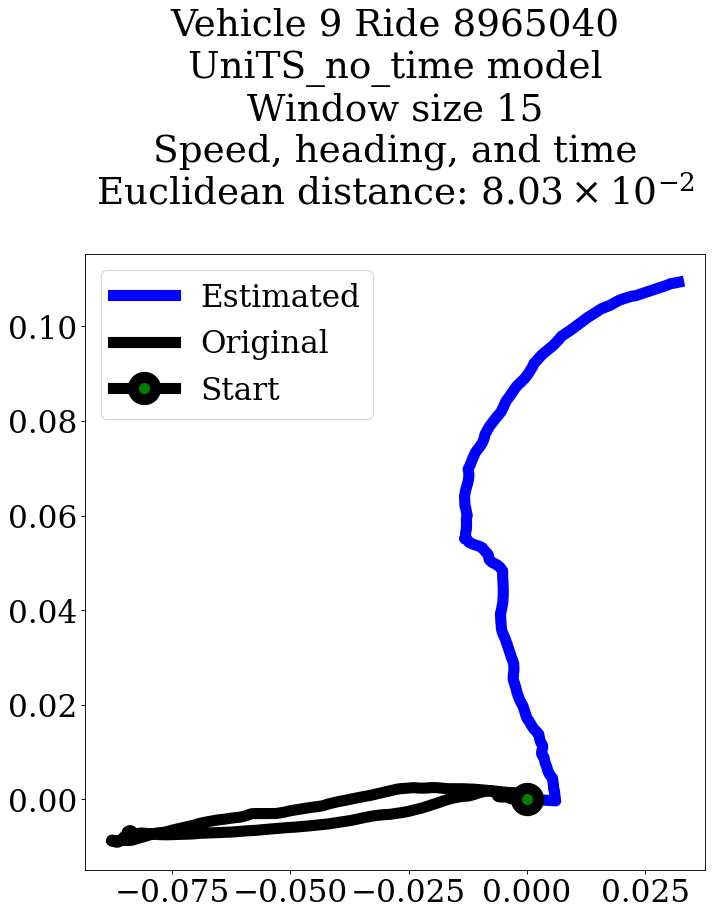 Vehicle 9 Ride 8965040
UniTS_no_time model
Window size 15
Speed, heading, and time
Euclidean distance: 8.03 × 10⁻²
Estimated
Original
Start
0.10
0.08
0.06
0.04
0.02
0.00
−0.075 −0.050 −0.025 0.000 0.025